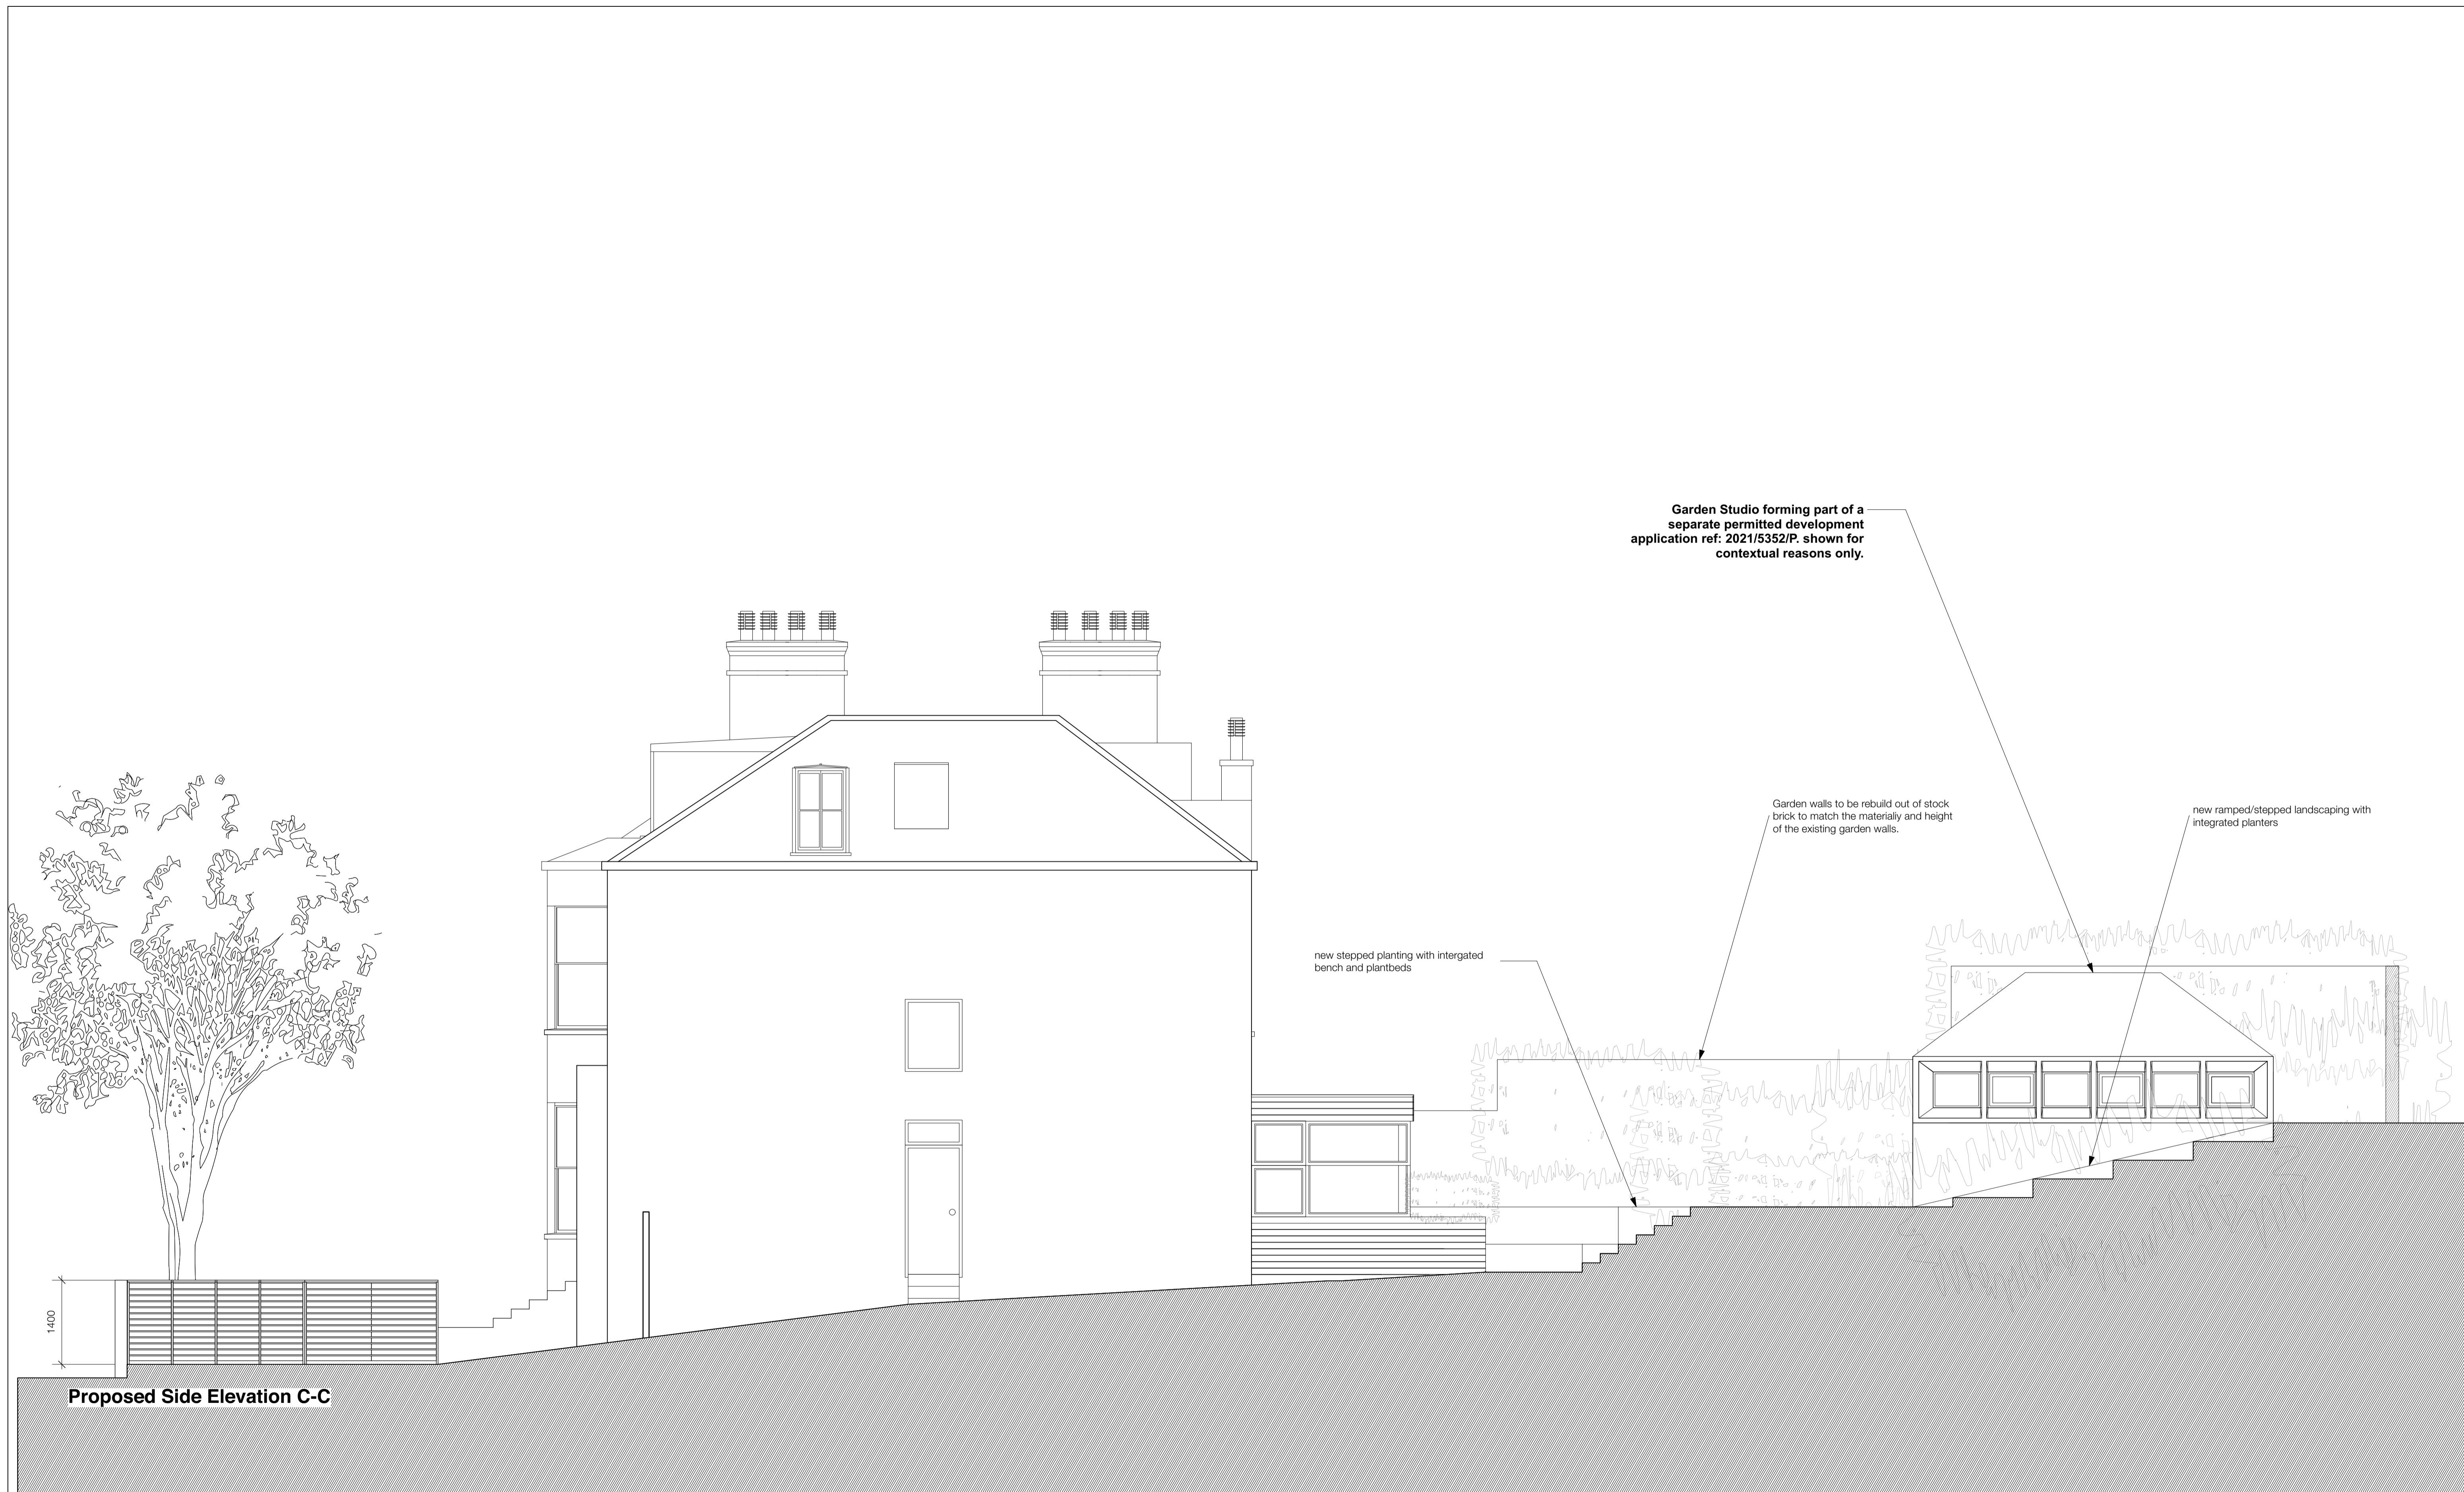 Garden Studio forming part of a
separate permitted development
application ref: 2021/5352/P. shown for
contextual reasons only.
Garden walls to be rebuild out of stock
brick to match the materialiy and height
of the existing garden walls.
new ramped/stepped landscaping with
integrated planters
new stepped planting with intergated
bench and plantbeds
1400
Proposed Side Elevation C-C